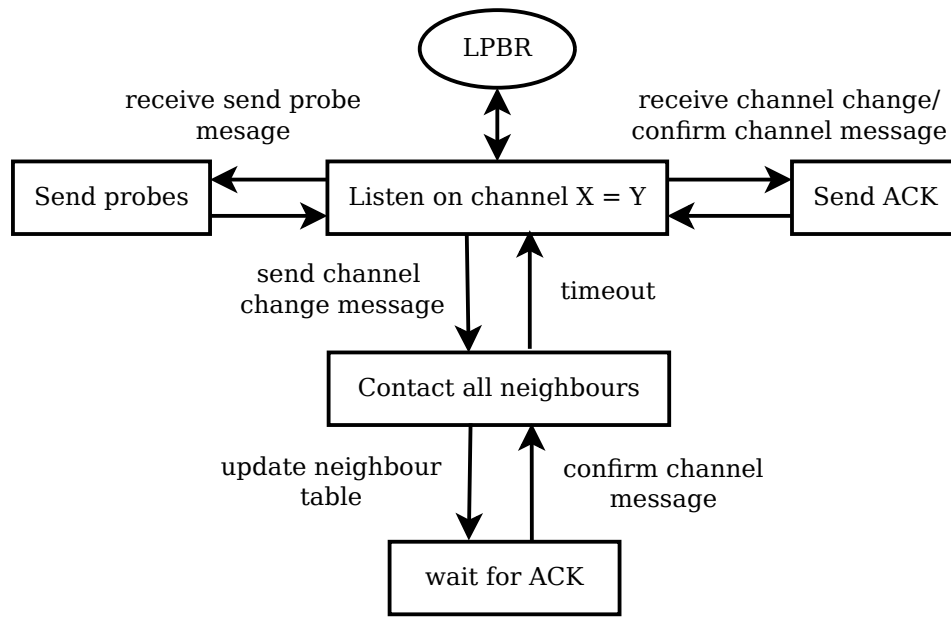 LPBR
receive send probe
mesage
receive channel change/
confirm channel message
Send probes
Listen on channel X = Y
Send ACK
send channel
change message
timeout
Contact all neighbours
update neighbour
table
confirm channel
message
wait for ACK